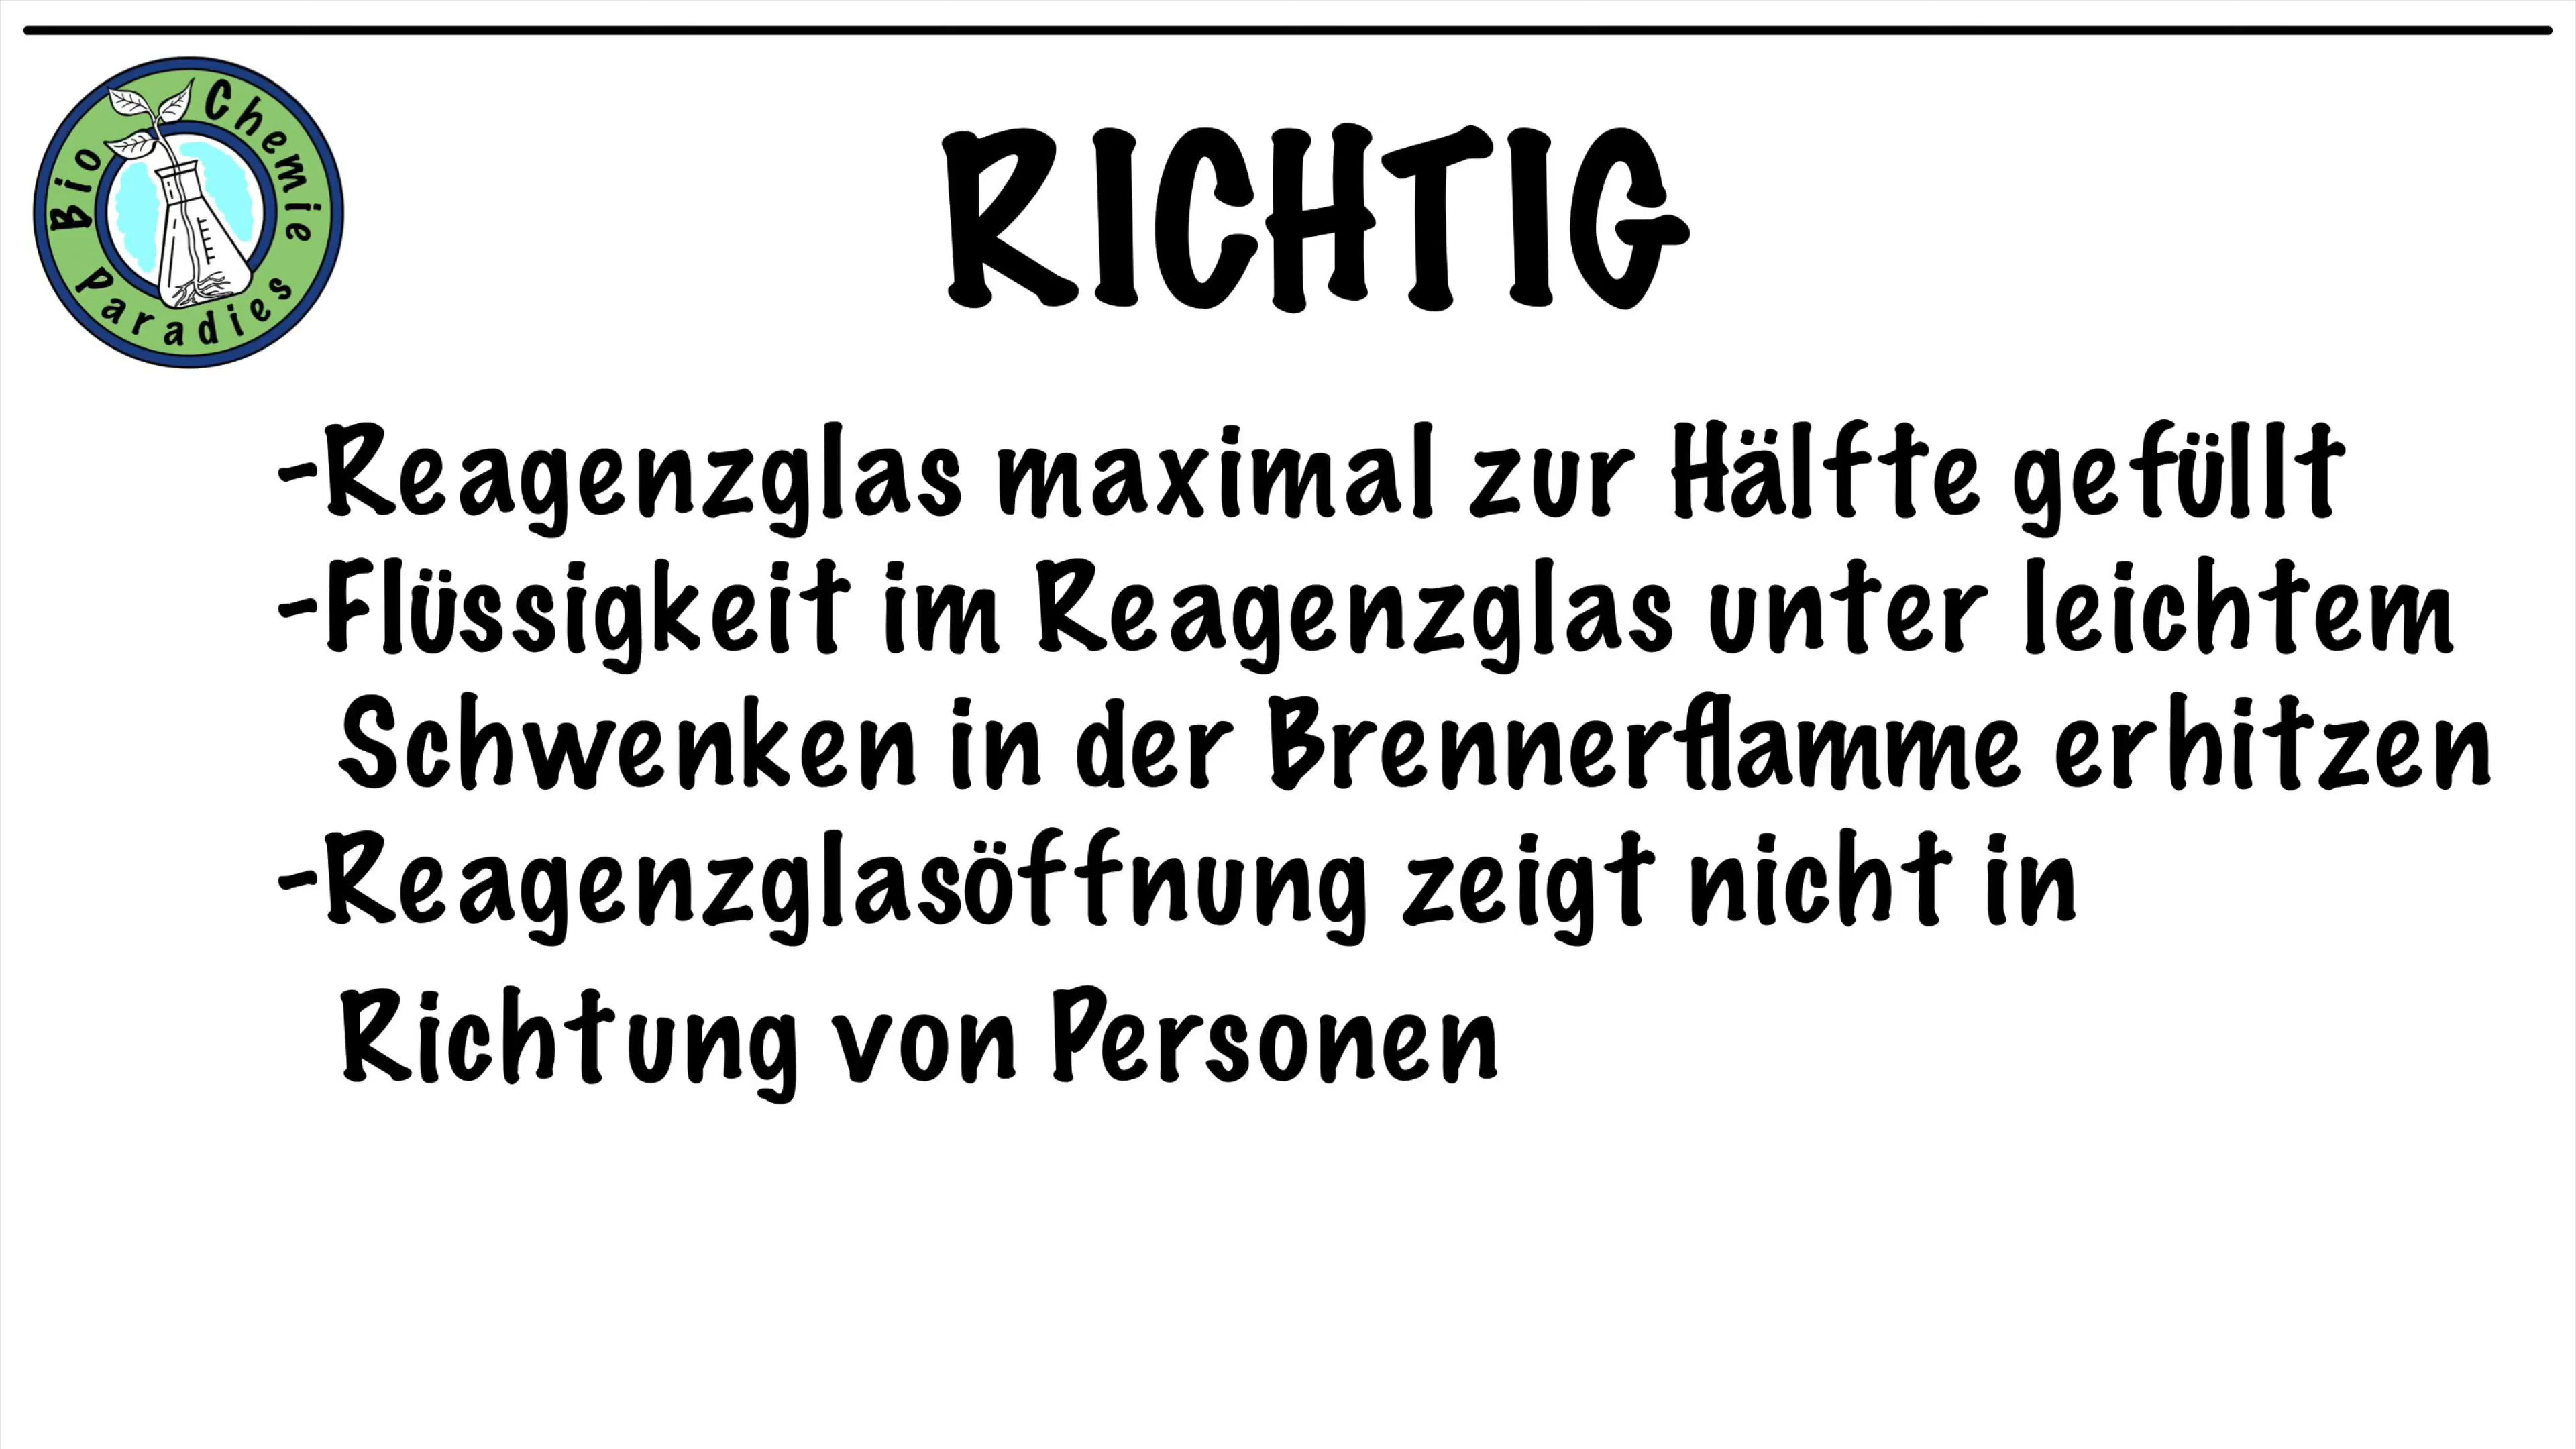 Bio Chemie
Paradies
RICHTIG
-Reagenzglas maximal zur Hälfte gefüllt
-Flüssigkeit im Reagenzglas unter leichtem
Schwenken in der Brennerflamme erhitzen
-Reagenzglasöffnung zeigt nicht in
Richtung von Personen